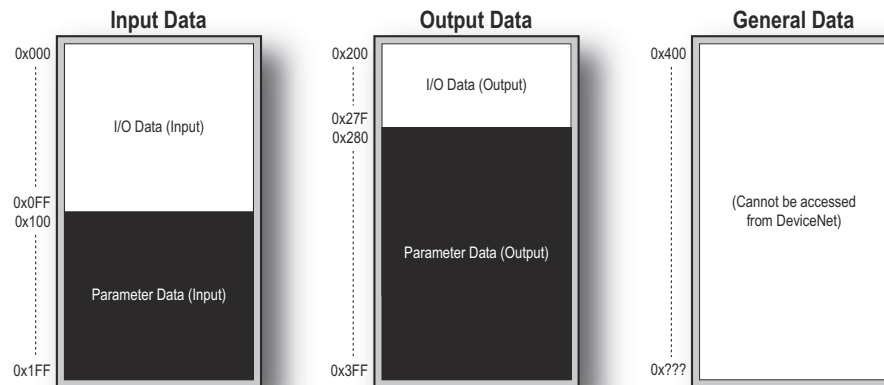 Input Data
0x000
I/O Data (Input)
0x0FF
0x100
Parameter Data (Input)
0x1FF
Output Data
0x200
I/O Data (Output)
0x27F
0x280
Parameter Data (Output)
0x3FF
General Data
0x400
(Cannot be accessed
from DeviceNet)
0x???